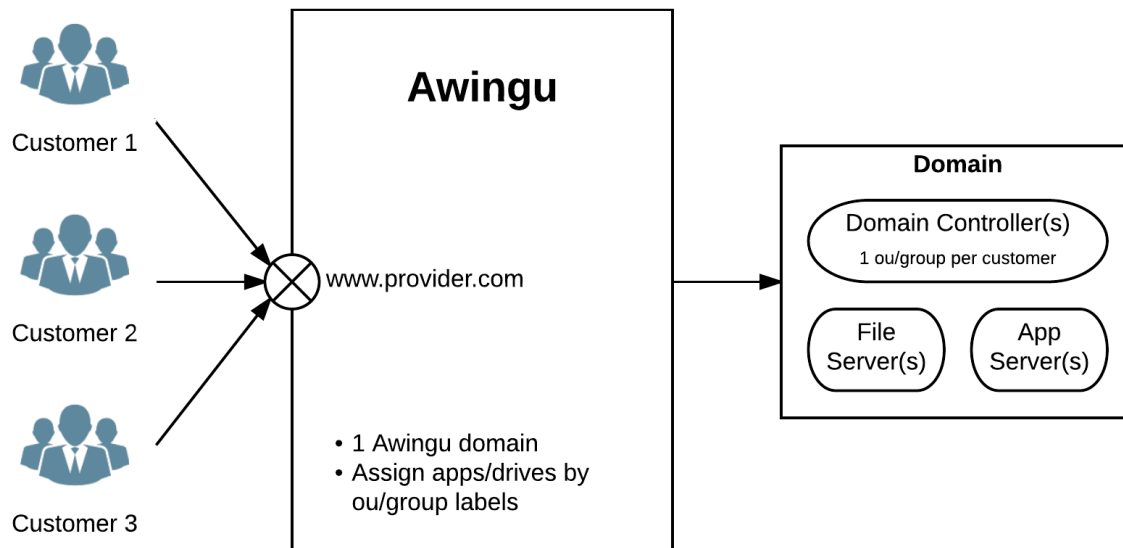 Customer 1
Customer 2
Customer 3
Awingu
www.provider.com
• 1 Awingu domain
• Assign apps/drives by
ou/group labels
Domain
Domain Controller(s)
1 ou/group per customer
File
Server(s)
App
Server(s)